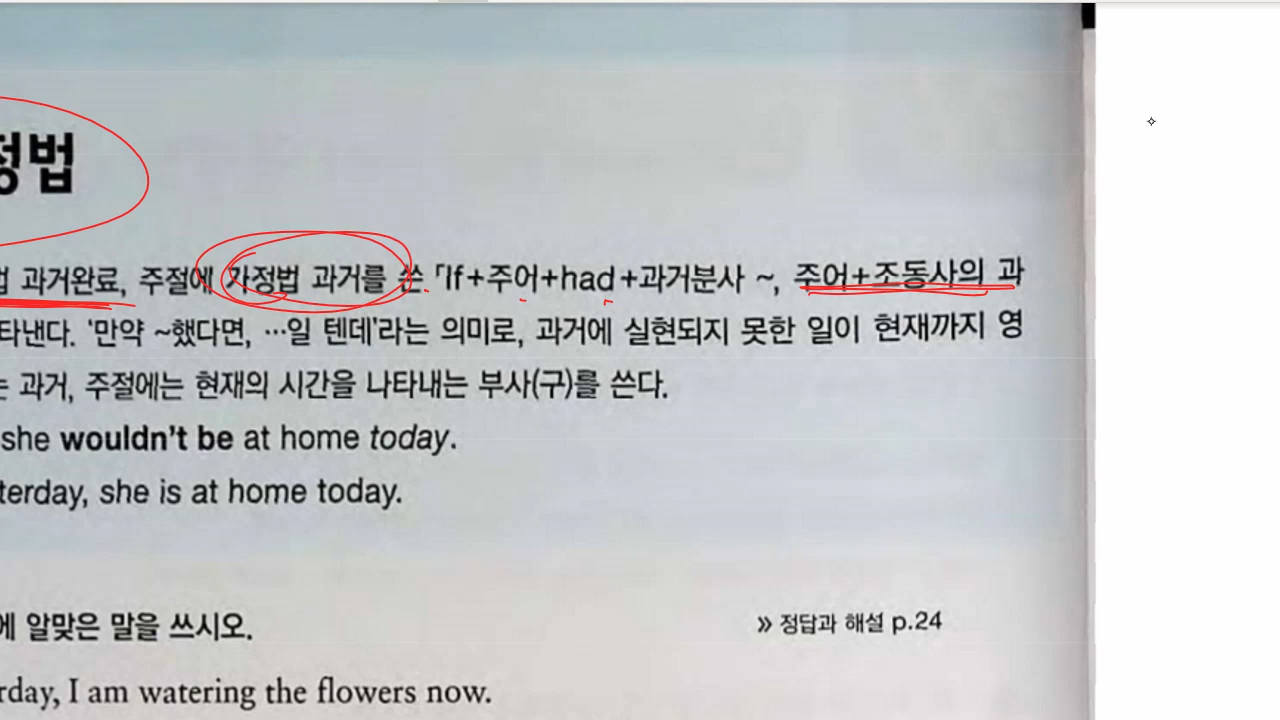 정법
법 과거완료, 주절에 가정법 과거를 쓴 「If+주어+had+과거분사 ~, 주어+조동사의 과
타낸다. '만약 ~했다면, …일 텐데'라는 의미로, 과거에 실현되지 못한 일이 현재까지 영
는 과거, 주절에는 현재의 시간을 나타내는 부사(구)를 쓴다.
she wouldn't be at home today.
terday, she is at home today.
에 알맞은 말을 쓰시오.
» 정답과 해설 p.24
rday, I am watering the flowers now.